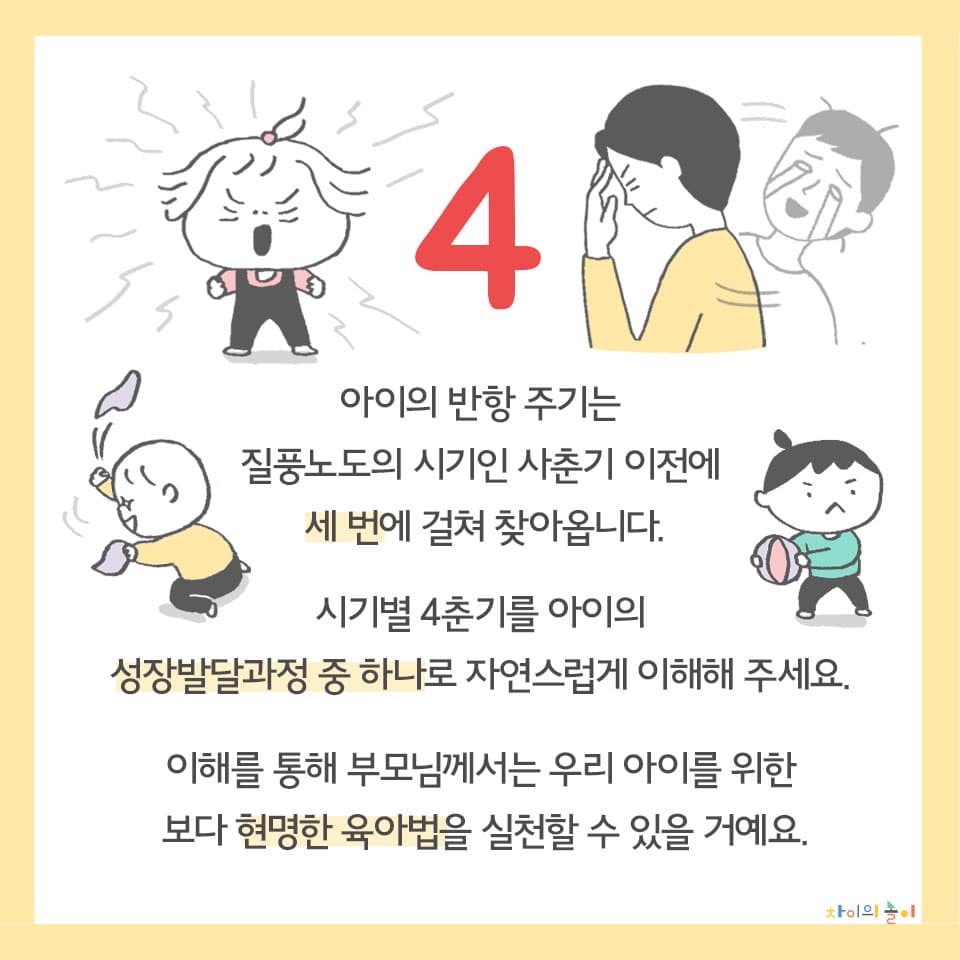 4
아이의 반항 주기는
질풍노도의 시기인 사춘기 이전에
세 번에 걸쳐 찾아옵니다.
시기별 4춘기를 아이의
성장발달과정 중 하나로 자연스럽게 이해해 주세요.
이해를 통해 부모님께서는 우리 아이를 위한
보다 현명한 육아법을 실천할 수 있을 거예요.
차이의 놀이